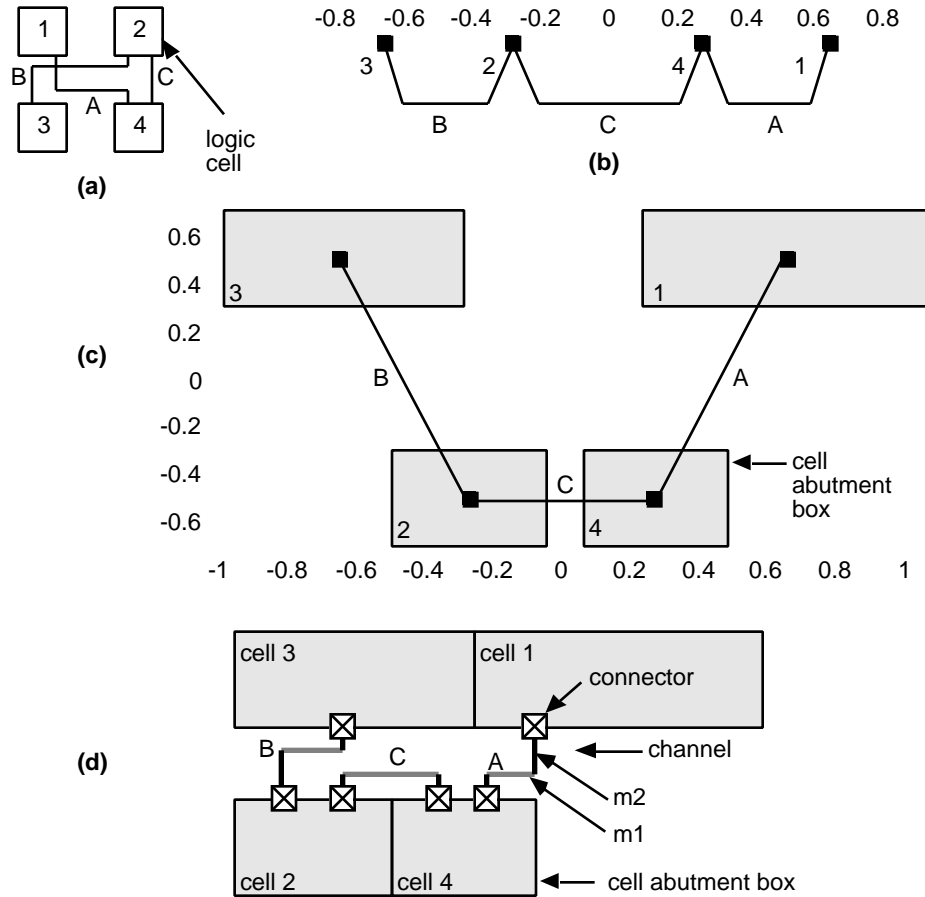 1
2
B
C
A
3
4
logic
cell
(a)
-0.8 -0.6 -0.4 -0.2 0 0.2 0.4 0.6 0.8
3 2 4 1
B C A
(b)
(c)
0.6
0.4
0.2
0
-0.2
-0.4
-0.6
3
1
B
A
C
2
4
cell
abutment
box
-1 -0.8 -0.6 -0.4 -0.2 0 0.2 0.4 0.6 0.8 1
(d)
cell 3
cell 1
connector
B
C
A
channel
m2
m1
cell 2
cell 4
cell abutment box